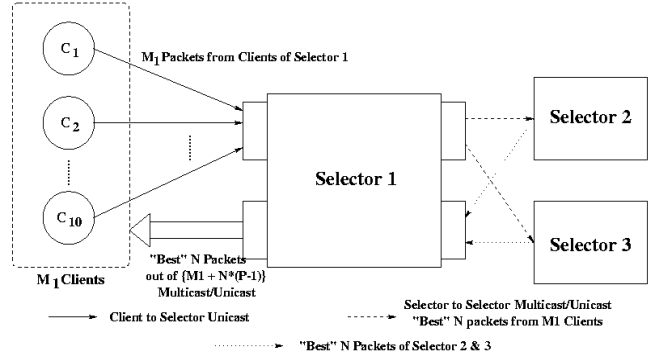 C1
M1 Packets from Clients of Selector 1
C2
C10
Selector 1
Selector 2
Selector 3
"Best" N Packets
out of {M1 + N*(P-1)}
Multicast/Unicast
M1 Clients
Client to Selector Unicast
Selector to Selector Multicast/Unicast
"Best" N packets from M1 Clients
"Best" N Packets of Selector 2 & 3